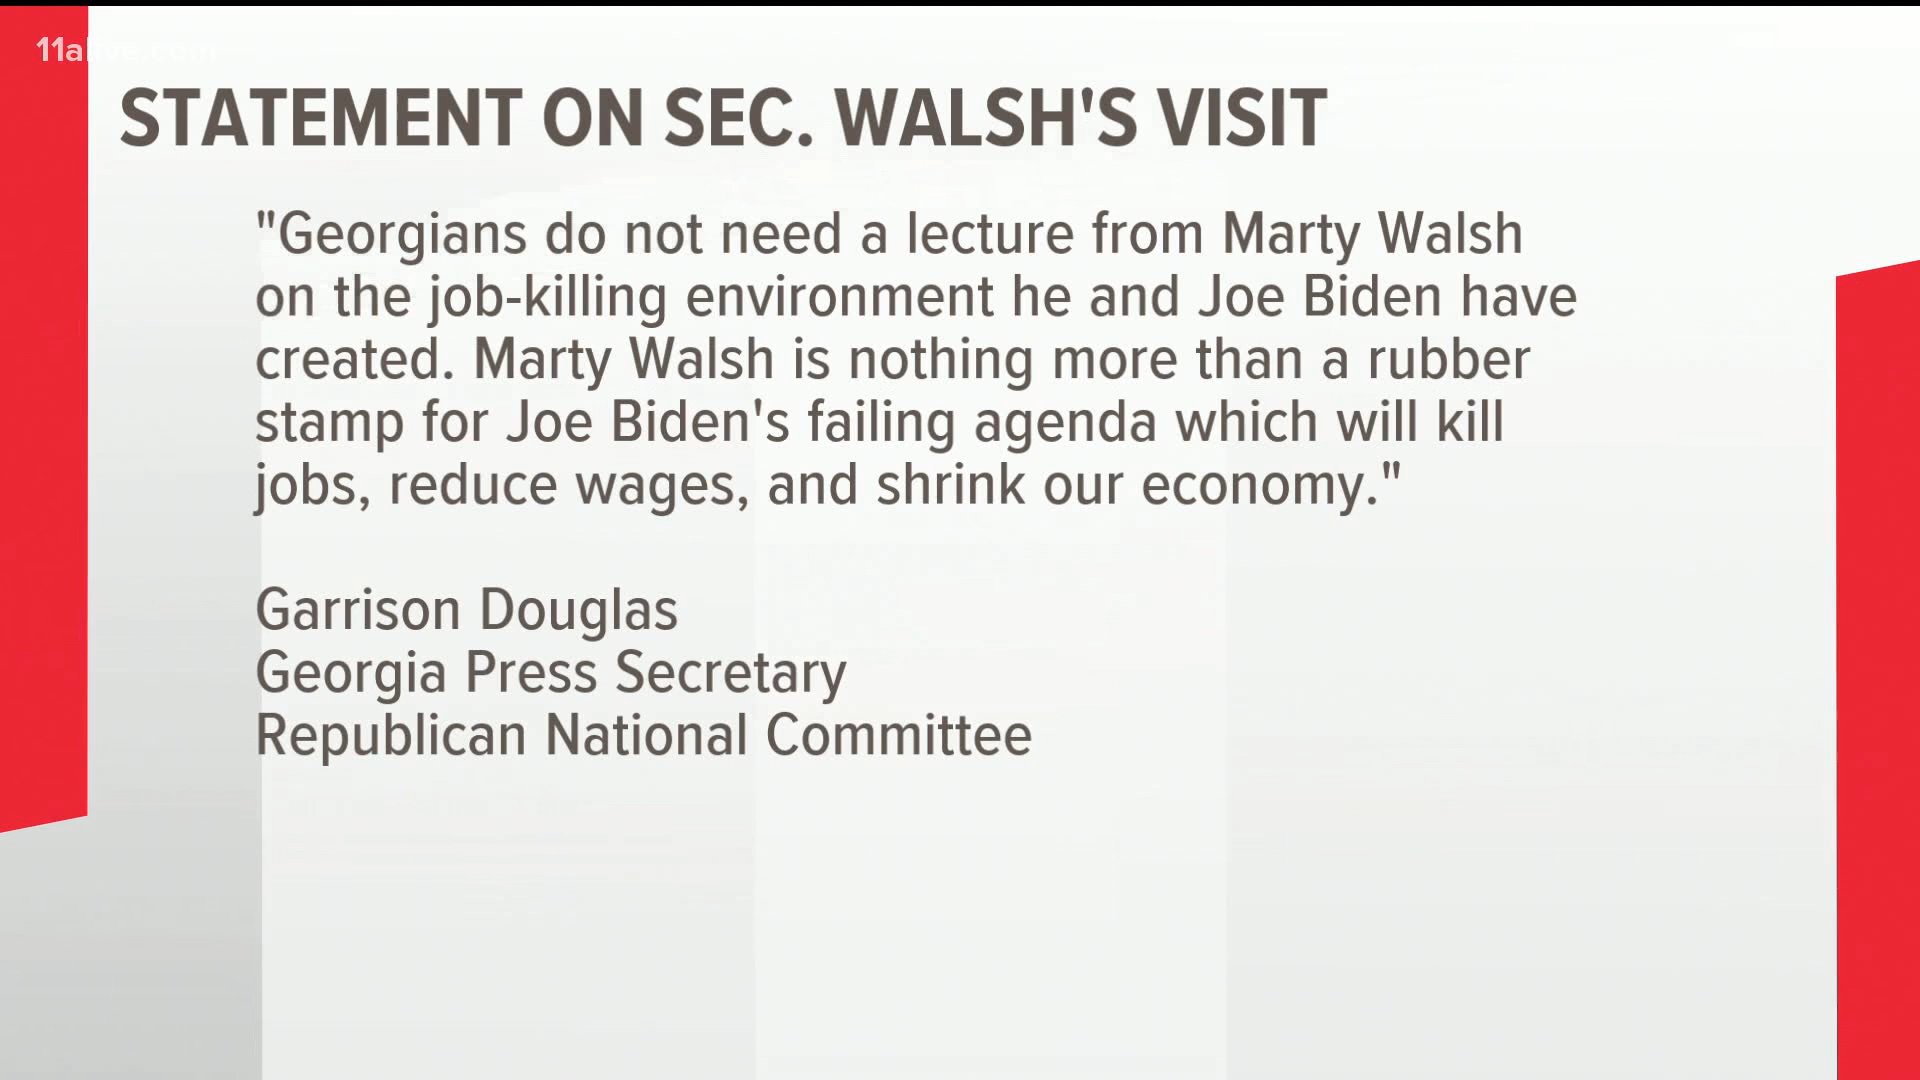 11alive.com
STATEMENT ON SEC. WALSH'S VISIT
"Georgians do not need a lecture from Marty Walsh
on the job-killing environment he and Joe Biden have
created. Marty Walsh is nothing more than a rubber
stamp for Joe Biden's failing agenda which will kill
jobs, reduce wages, and shrink our economy."
Garrison Douglas
Georgia Press Secretary
Republican National Committee